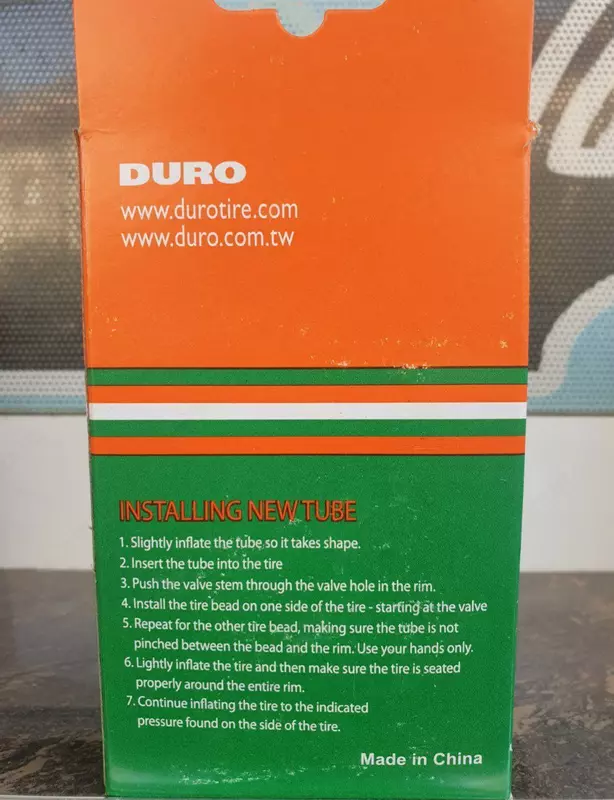 DURO
www.durotire.com
www.duro.com.tw
INSTALLING NEW TUBE
1. Slightly inflate the tube so it takes shape.
2. Insert the tube into the tire
3. Push the valve stem through the valve hole in the rim.
4. Install the tire bead on one side of the tire - starting at the valve
5. Repeat for the other tire bead, making sure the tube is not
pinched between the bead and the rim. Use your hands only.
6. Lightly inflate the tire and then make sure the tire is seated
properly around the entire rim.
7. Continue inflating the tire to the indicated
pressure found on the side of the tire.
Made in China